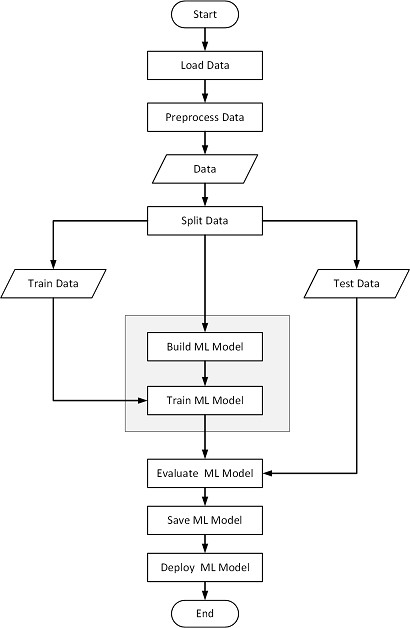 Start
Load Data
Preprocess Data
Data
Split Data
Train Data
Test Data
Build ML Model
Train ML Model
Evaluate ML Model
Save ML Model
Deploy ML Model
End